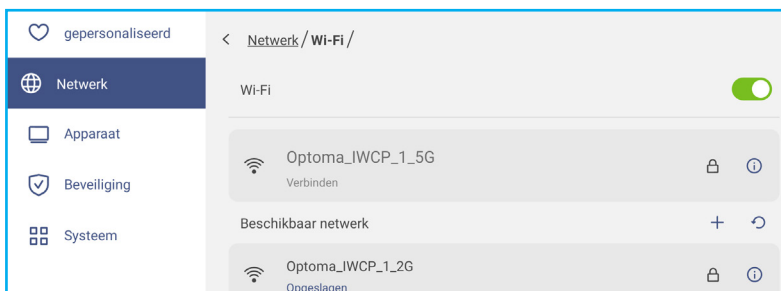 gepersonaliseerd
Netwerk
Apparaat
Beveiliging
Systeem
Netwerk / Wi-Fi /
Wi-Fi
Optoma_IWCP_1_5G
Verbinden
Beschikbaar netwerk
Optoma_IWCP_1_2G
Opgeslagen